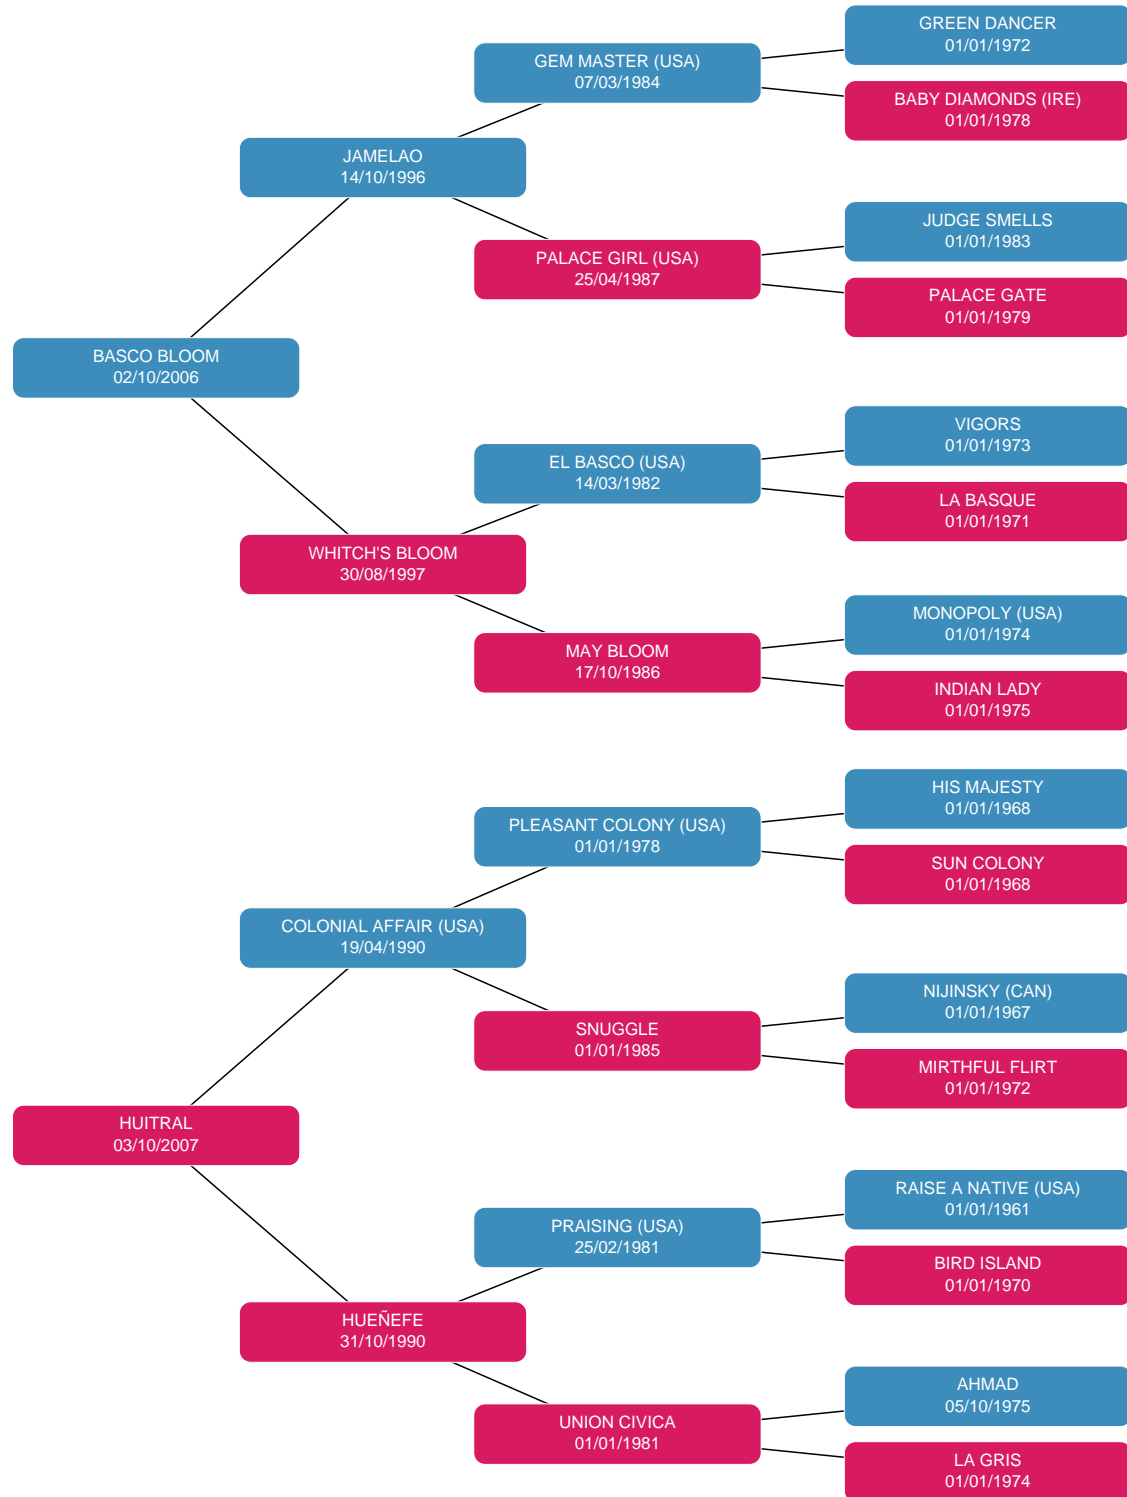 GREEN DANCER
01/01/1972
GEM MASTER (USA)
07/03/1984
BABY DIAMONDS (IRE)
01/01/1978
JAMELAO
14/10/1996
JUDGE SMELLS
01/01/1983
PALACE GIRL (USA)
25/04/1987
PALACE GATE
01/01/1979
BASCO BLOOM
02/10/2006
VIGORS
01/01/1973
EL BASCO (USA)
14/03/1982
LA BASQUE
01/01/1971
WHITCH'S BLOOM
30/08/1997
MONOPOLY (USA)
01/01/1974
MAY BLOOM
17/10/1986
INDIAN LADY
01/01/1975
HIS MAJESTY
01/01/1968
PLEASANT COLONY (USA)
01/01/1978
SUN COLONY
01/01/1968
COLONIAL AFFAIR (USA)
19/04/1990
NIJINSKY (CAN)
01/01/1967
SNUGGLE
01/01/1985
MIRTHFUL FLIRT
01/01/1972
HUITRAL
03/10/2007
RAISE A NATIVE (USA)
01/01/1961
PRAISING (USA)
25/02/1981
BIRD ISLAND
01/01/1970
HUEÑEFE
31/10/1990
AHMAD
05/10/1975
UNION CIVICA
01/01/1981
LA GRIS
01/01/1974